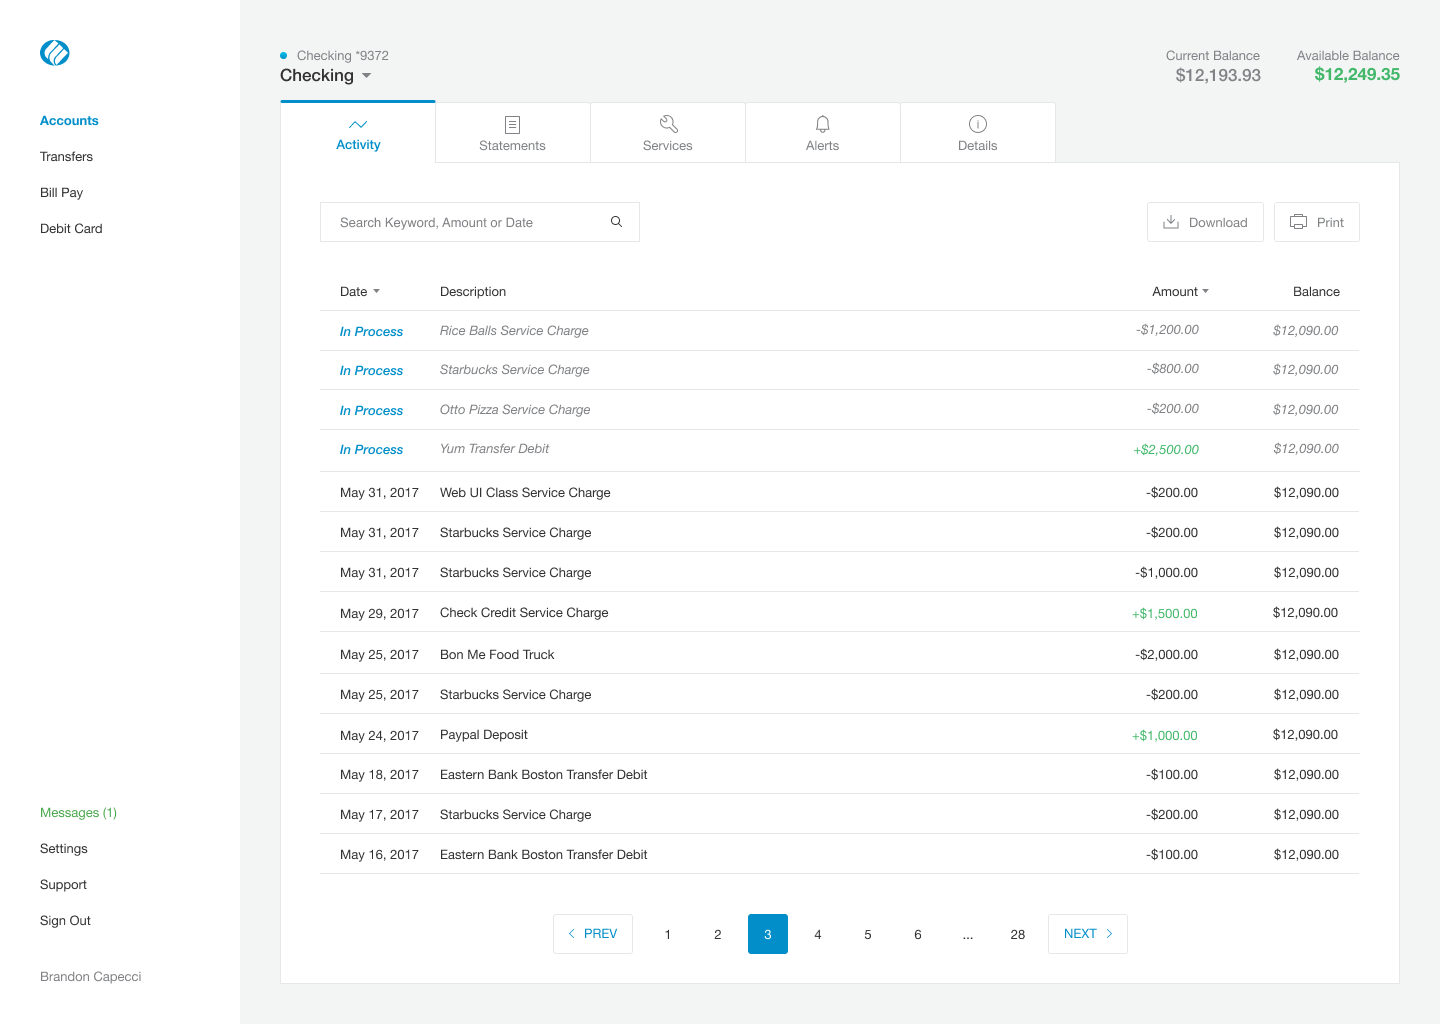 Accounts
Transfers
Bill Pay
Debit Card
Messages (1)
Settings
Support
Sign Out
Brandon Capecci
Checking *9372
Checking
Current Balance
$12,193.93
Available Balance
$12,249.35
Activity
Statements
Services
Alerts
Details
Search Keyword, Amount or Date
Download
Print
Date Description Amount Balance
In Process Rice Balls Service Charge -$1,200.00 $12,090.00
In Process Starbucks Service Charge -$800.00 $12,090.00
In Process Otto Pizza Service Charge -$200.00 $12,090.00
In Process Yum Transfer Debit +$2,500.00 $12,090.00
May 31, 2017 Web UI Class Service Charge -$200.00 $12,090.00
May 31, 2017 Starbucks Service Charge -$200.00 $12,090.00
May 31, 2017 Starbucks Service Charge -$1,000.00 $12,090.00
May 29, 2017 Check Credit Service Charge +$1,500.00 $12,090.00
May 25, 2017 Bon Me Food Truck -$2,000.00 $12,090.00
May 25, 2017 Starbucks Service Charge -$200.00 $12,090.00
May 24, 2017 Paypal Deposit +$1,000.00 $12,090.00
May 18, 2017 Eastern Bank Boston Transfer Debit -$100.00 $12,090.00
May 17, 2017 Starbucks Service Charge -$200.00 $12,090.00
May 16, 2017 Eastern Bank Boston Transfer Debit -$100.00 $12,090.00
PREV 1 2 3 4 5 6 ... 28 NEXT